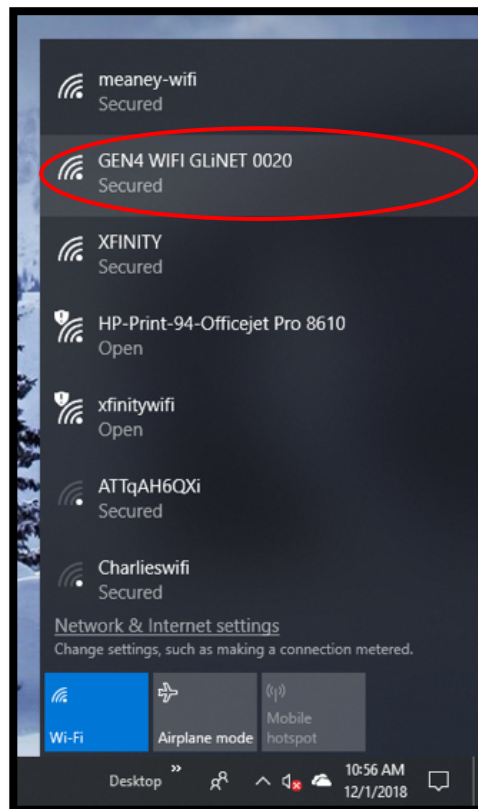 meaney-wifi
Secured
GEN4 WIFI GLiNET 0020
Secured
XFINITY
Secured
HP-Print-94-Officejet Pro 8610
Open
xfinitywifi
Open
ATTqAH6QXi
Secured
Charlieswifi
Secured
Network & Internet settings
Change settings, such as making a connection metered.
Wi-Fi
Airplane mode
Mobile
hotspot
Desktop
10:56 AM
12/1/2018